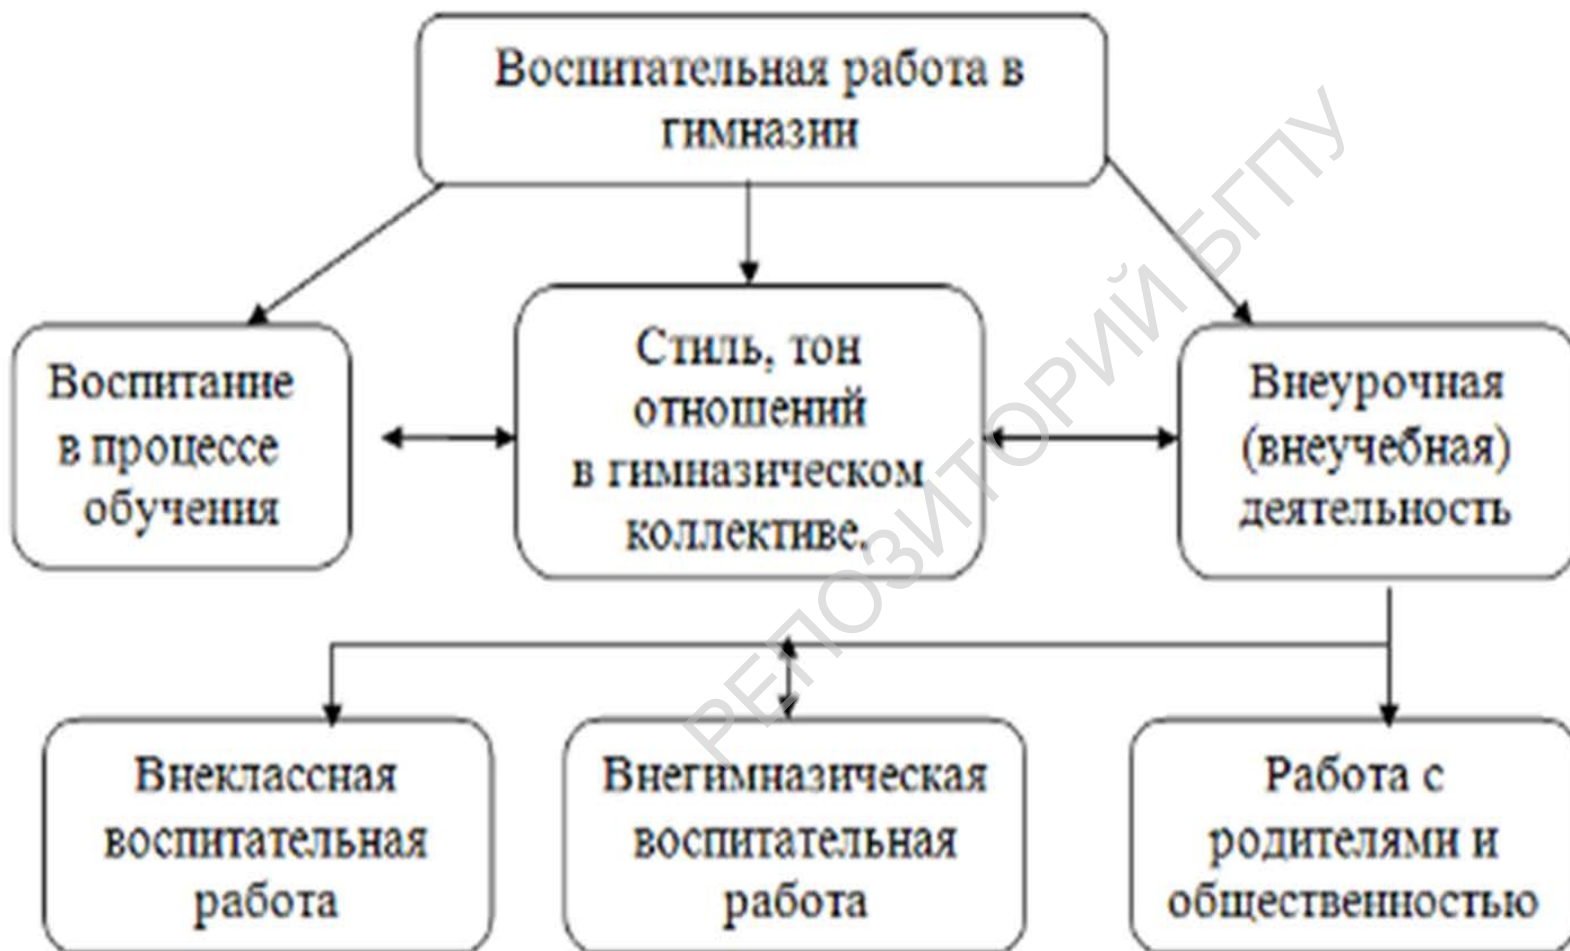 Воспитательная работа в
гимназии
Воспитание
в процессе
обучения
Стиль, тон
отношений
в гимназическом
коллективе.
Внеурочная
(внеучебная)
деятельность
Внеклассная
воспитательная
работа
Внегимназическая
воспитательная
работа
Работа с
родителями и
общественностью
РЕПОЗИТОРИЙ БГПУ